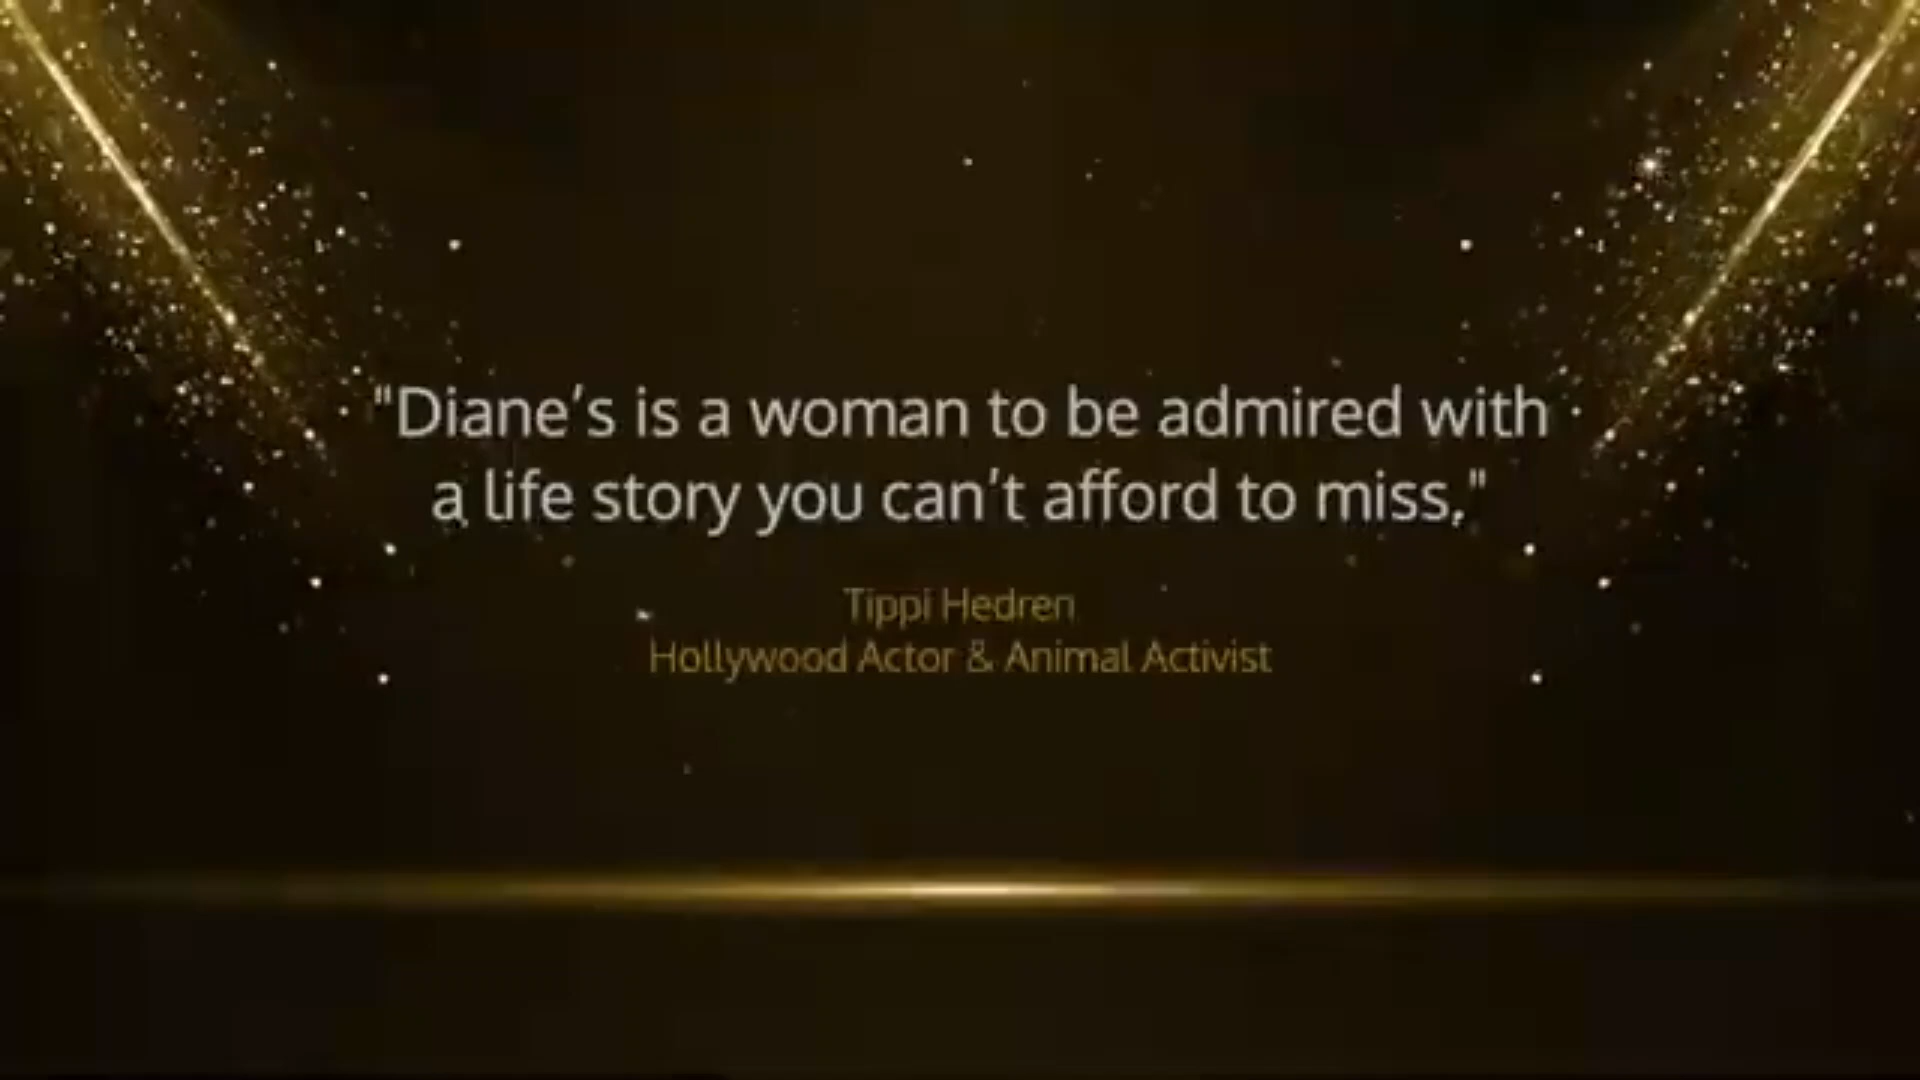 "Diane's is a woman to be admired with
a life story you can't afford to miss,"
Tippi Hedren
Hollywood Actor & Animal Activist